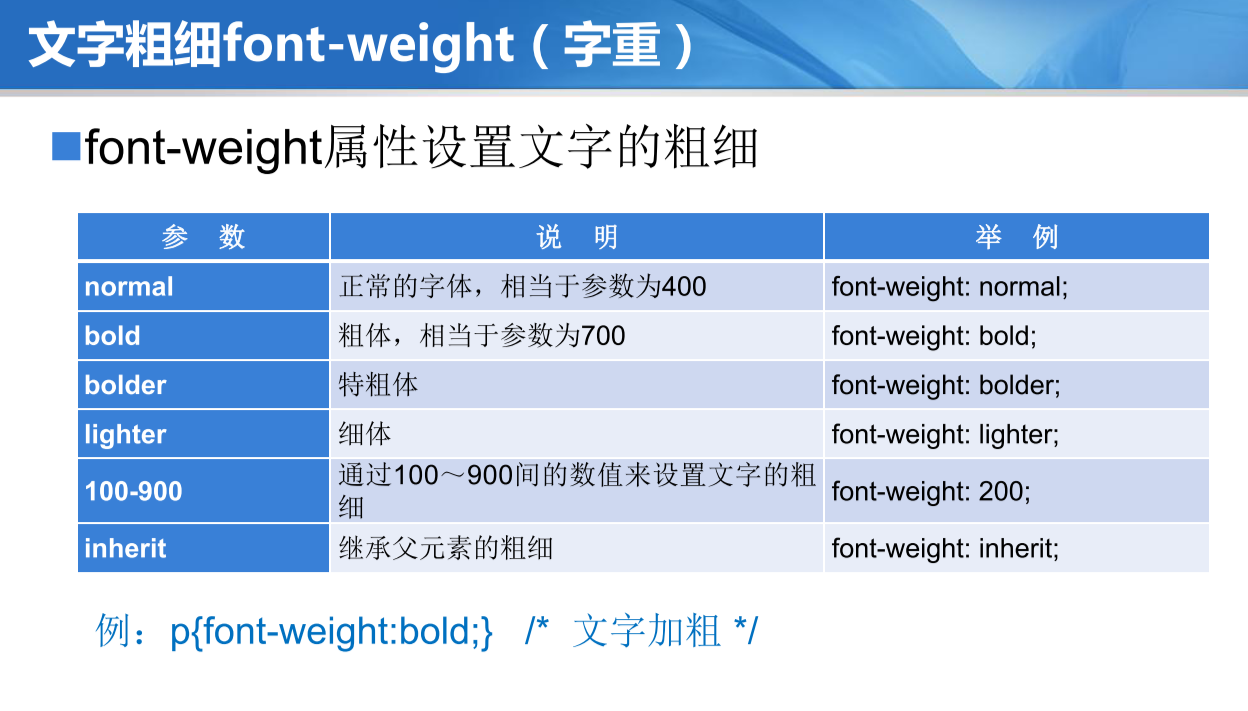 文字粗细font-weight（字重）
font-weight属性设置文字的粗细
参 数 说 明 举 例
normal 正常的字体，相当于参数为400 font-weight: normal;
bold 粗体，相当于参数为700 font-weight: bold;
bolder 特粗体 font-weight: bolder;
lighter 细体 font-weight: lighter;
100-900 通过100～900间的数值来设置文字的粗
细 font-weight: 200;
inherit 继承父元素的粗细 font-weight: inherit;
例：p{font-weight:bold;} /* 文字加粗 */